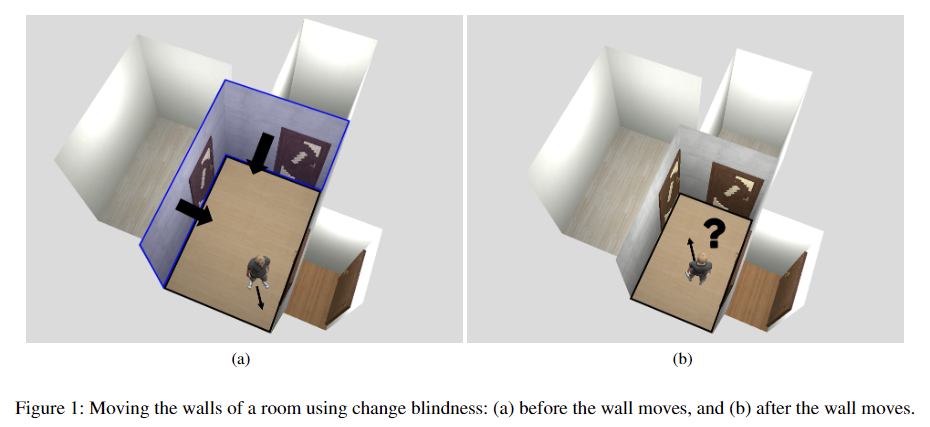 ?
(a)
(b)
Figure 1: Moving the walls of a room using change blindness: (a) before the wall moves, and (b) after the wall moves.